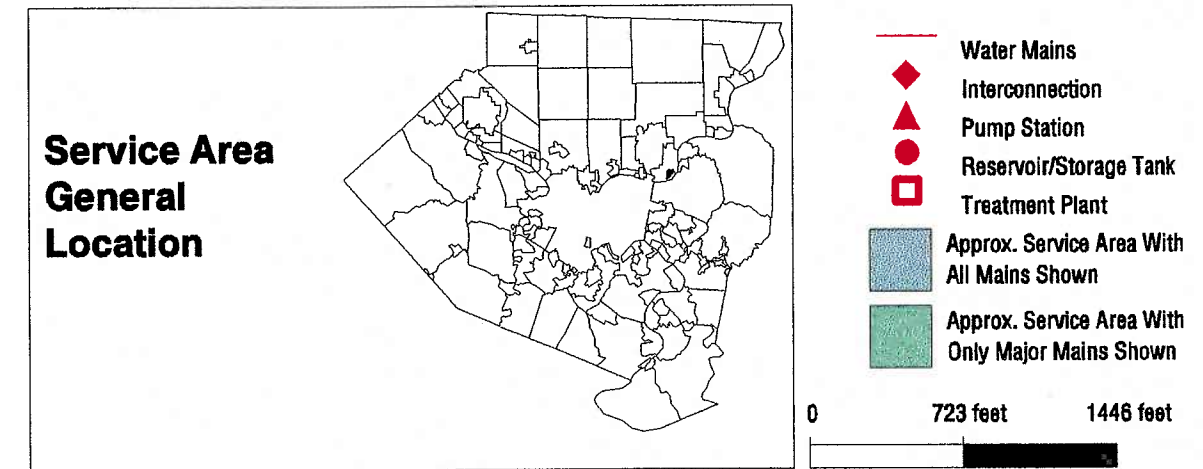 Service Area
General
Location
Water Mains
Interconnection
Pump Station
Reservoir/Storage Tank
Treatment Plant
Approx. Service Area With
All Mains Shown
Approx. Service Area With
Only Major Mains Shown
0 723 feet 1446 feet